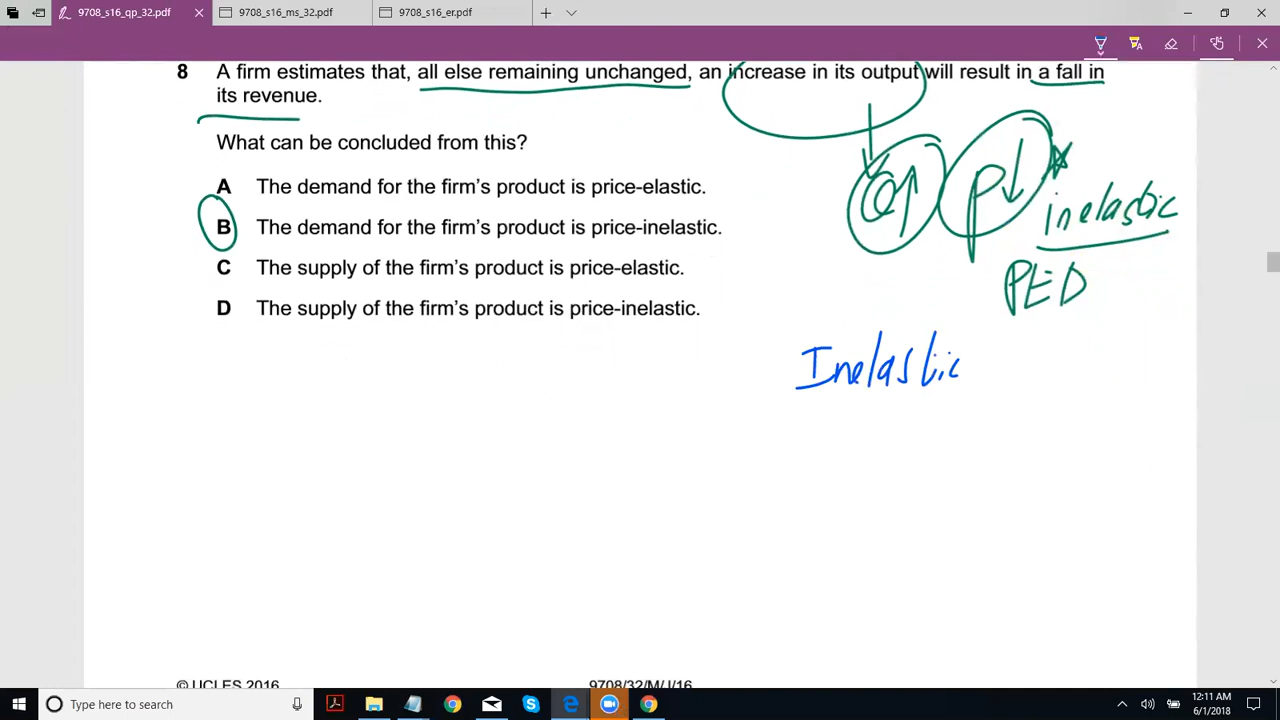 9708_s16_qp_32.pdf
9708_s16_ms_32.pdf
9708_s16_er.pdf
8 A firm estimates that, all else remaining unchanged, an increase in its output will result in a fall in
its revenue.
What can be concluded from this?
A The demand for the firm's product is price-elastic.
B The demand for the firm's product is price-inelastic.
C The supply of the firm's product is price-elastic.
D The supply of the firm's product is price-inelastic.
Q↑ P↓
inelastic
PED
Inelastic
© UCLES 2016
9708/32/M/J/16
Type here to search
12:11 AM
6/1/2018